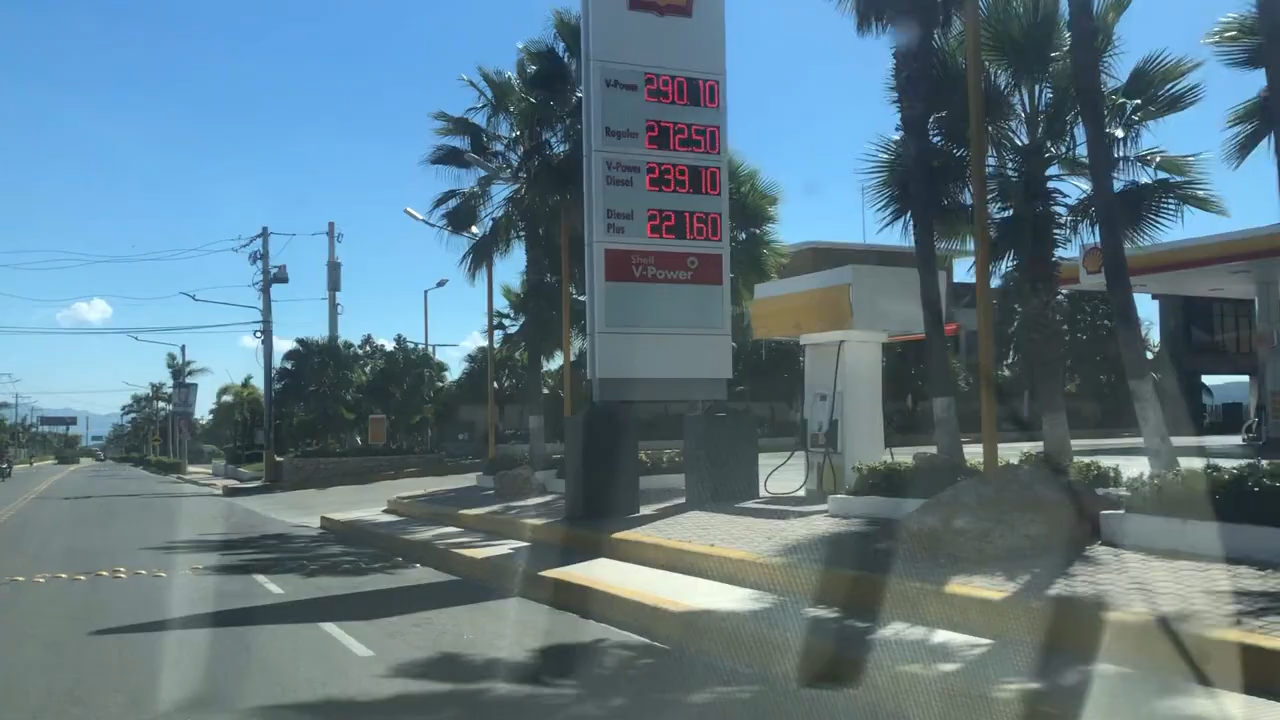 V-Power 290.10
Regular 272.50
V-Power Diesel 239.10
Diesel Plus 221.60
Shell
V-Power